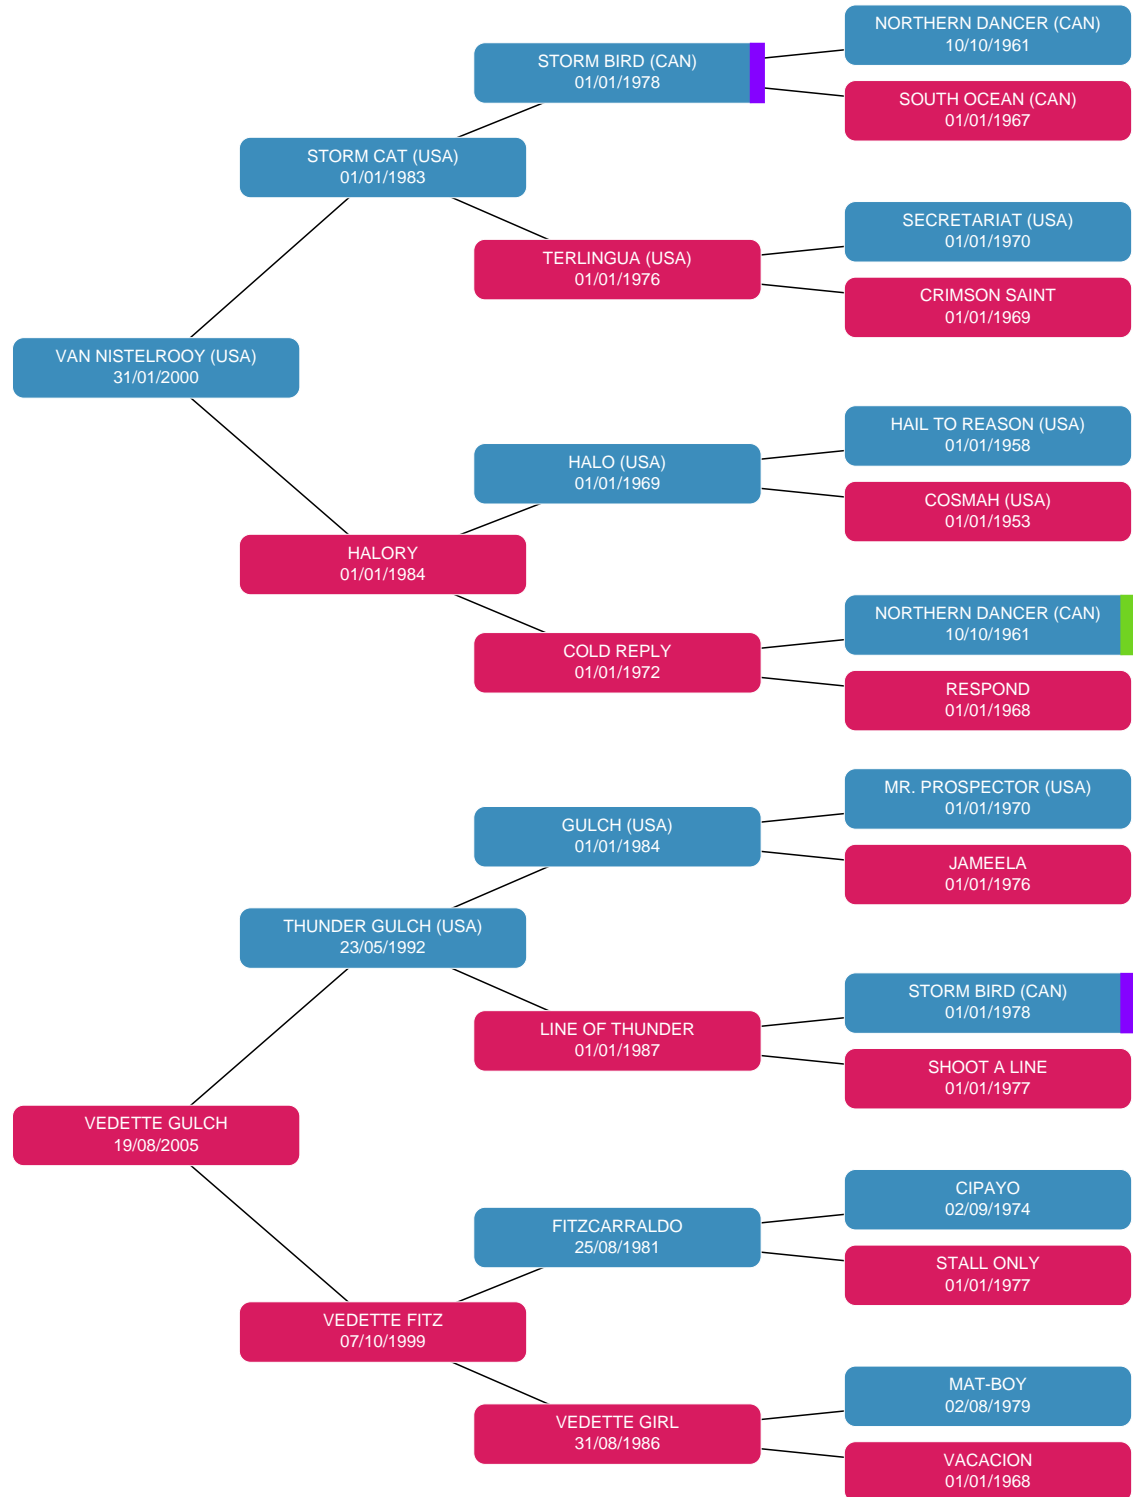 NORTHERN DANCER (CAN)
10/10/1961
STORM BIRD (CAN)
01/01/1978
SOUTH OCEAN (CAN)
01/01/1967
STORM CAT (USA)
01/01/1983
SECRETARIAT (USA)
01/01/1970
TERLINGUA (USA)
01/01/1976
CRIMSON SAINT
01/01/1969
VAN NISTELROOY (USA)
31/01/2000
HAIL TO REASON (USA)
01/01/1958
HALO (USA)
01/01/1969
COSMAH (USA)
01/01/1953
HALORY
01/01/1984
NORTHERN DANCER (CAN)
10/10/1961
COLD REPLY
01/01/1972
RESPOND
01/01/1968
MR. PROSPECTOR (USA)
01/01/1970
GULCH (USA)
01/01/1984
JAMEELA
01/01/1976
THUNDER GULCH (USA)
23/05/1992
STORM BIRD (CAN)
01/01/1978
LINE OF THUNDER
01/01/1987
SHOOT A LINE
01/01/1977
VEDETTE GULCH
19/08/2005
CIPAYO
02/09/1974
FITZCARRALDO
25/08/1981
STALL ONLY
01/01/1977
VEDETTE FITZ
07/10/1999
MAT-BOY
02/08/1979
VEDETTE GIRL
31/08/1986
VACACION
01/01/1968